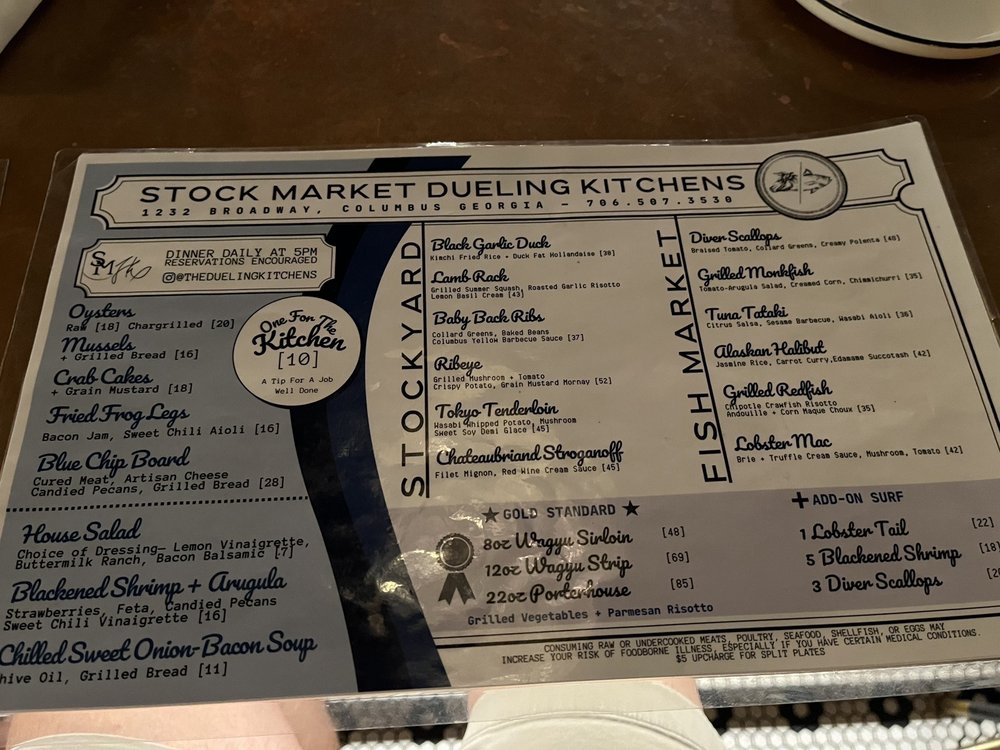 STOCK MARKET DUELING KITCHENS
1232 BROADWAY, COLUMBUS GEORGIA – 706.507.3530
SM
DINNER DAILY AT 5PM
RESERVATIONS ENCOURAGED
@THEDUELINGKITCHENS
Oysters
Raw [18] Chargrilled [20]
Mussels
+ Grilled Bread [16]
Crab Cakes
+ Grain Mustard [18]
Fried Frog Legs
Bacon Jam, Sweet Chili Aioli [16]
Blue Chip Board
Cured Meat, Artisan Cheese
Candied Pecans, Grilled Bread [28]
One For The
Kitchen
[10]
A Tip For A Job
Well Done
House Salad
Choice of Dressing– Lemon Vinaigrette,
Buttermilk Ranch, Bacon Balsamic [7]
Blackened Shrimp + Arugula
Strawberries, Feta, Candied Pecans
Sweet Chili Vinaigrette [16]
Chilled Sweet Onion-Bacon Soup
hive Oil, Grilled Bread [11]
STOCKYARD
Black Garlic Duck
Kimchi Fried Rice + Duck Fat Hollandaise [38]
Lamb Rack
Grilled Summer Squash, Roasted Garlic Risotto
Lemon Basil Cream [43]
Baby Back Ribs
Collard Greens, Baked Beans
Columbus Yellow Barbecue Sauce [37]
Ribeye
Grilled Mushroom + Tomato
Crispy Potato, Grain Mustard Mornay [52]
Tokyo Tenderloin
Wasabi Whipped Potato, Mushroom
Sweet Soy Demi Glace [45]
Chateaubriand Stroganoff
Filet Mignon, Red Wine Cream Sauce [45]
FISH MARKET
Diver Scallops
Braised Tomato, Collard Greens, Creamy Polenta [40]
Grilled Monkfish
Tomato-Arugula Salad, Creamed Corn, Chimmichurri [35]
Tuna Tataki
Citrus Salsa, Sesame Barbecue, Wasabi Aioli [36]
Alaskan Halibut
Jasmine Rice, Carrot Curry,Edamame Succotash [42]
Grilled Redfish
Chipotle Crawfish Risotto
Andouille + Corn Maque Choux [35]
Lobster Mac
Brie + Truffle Cream Sauce, Mushroom, Tomato [42]
★ GOLD STANDARD ★
8oz Wagyu Sirloin [48]
12oz Wagyu Strip [69]
22oz Porterhouse [85]
Grilled Vegetables + Parmesan Risotto
+ ADD-ON SURF
1 Lobster Tail [22]
5 Blackened Shrimp [18]
3 Diver Scallops
CONSUMING RAW OR UNDERCOOKED MEATS, POULTRY, SEAFOOD, SHELLFISH, OR EGGS MAY
INCREASE YOUR RISK OF FOODBORNE ILLNESS, ESPECIALLY IF YOU HAVE CERTAIN MEDICAL CONDITIONS.
$5 UPCHARGE FOR SPLIT PLATES